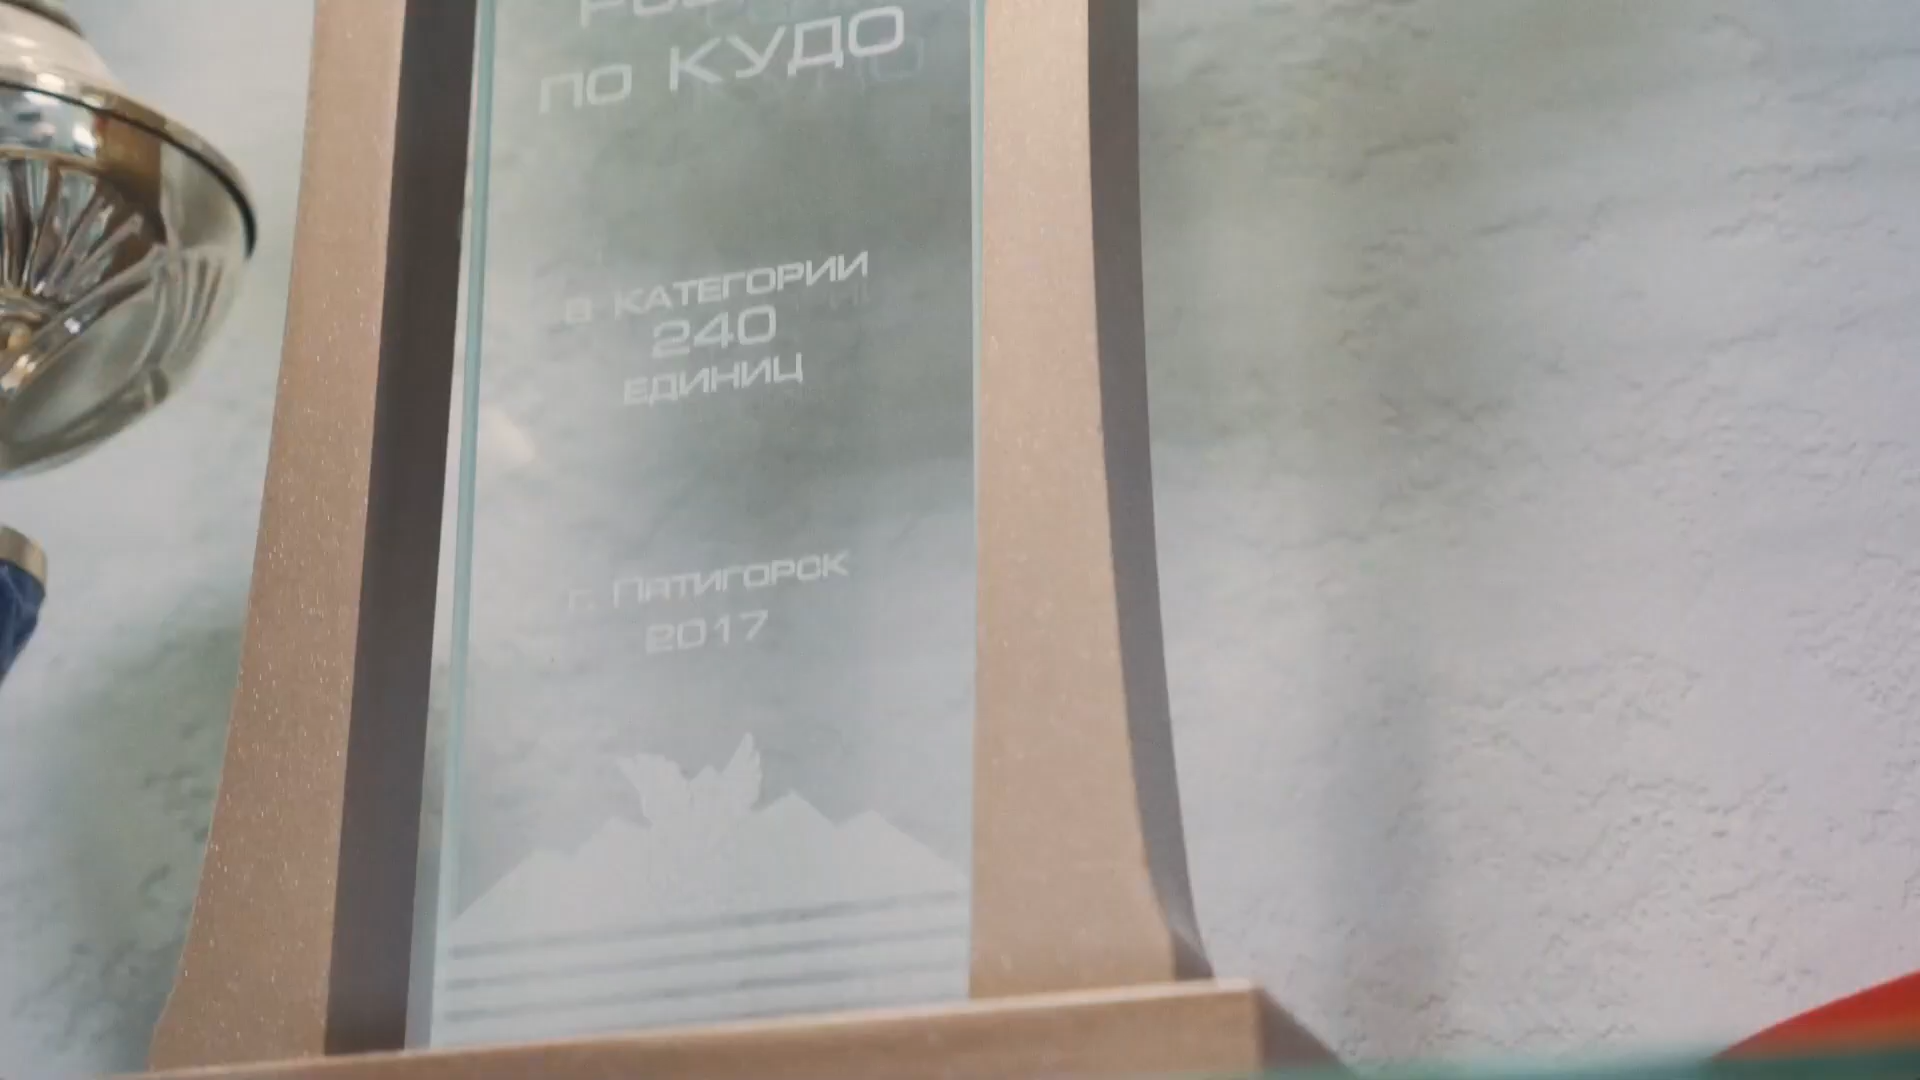 ПО КУДО
В КАТЕГОРИИ
240
ЕДИНИЦ
Г. ПЯТИГОРСК
2017